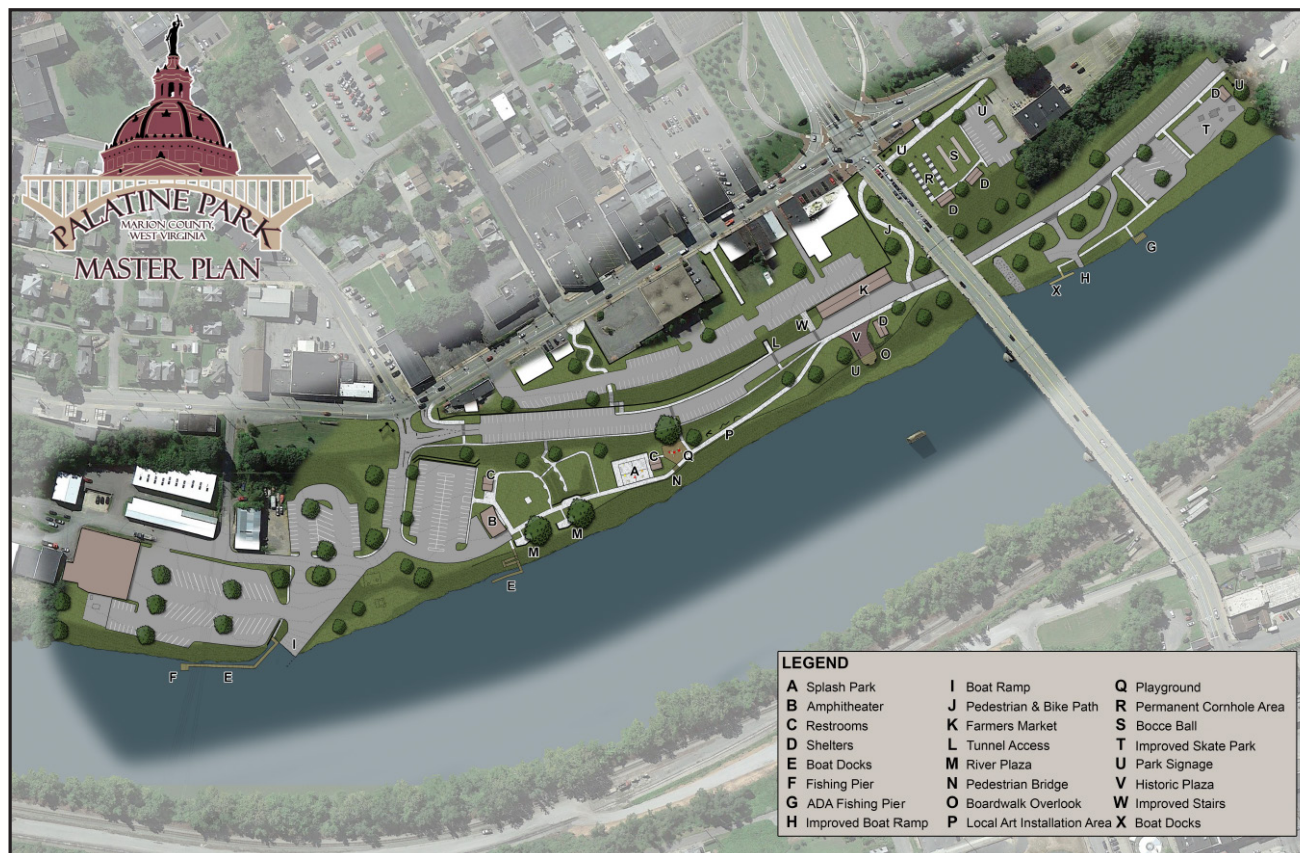 PALATINE PARK
MARION COUNTY,
WEST VIRGINIA
MASTER PLAN
U
D
U
T
U
S
R
D
D
J
G
H
X
K
D
W
V
L
O
U
P
C
Q
A
N
C
B
M
M
E
I
F
E
LEGEND
A Splash Park
B Amphitheater
C Restrooms
D Shelters
E Boat Docks
F Fishing Pier
G ADA Fishing Pier
H Improved Boat Ramp
I Boat Ramp
J Pedestrian & Bike Path
K Farmers Market
L Tunnel Access
M River Plaza
N Pedestrian Bridge
O Boardwalk Overlook
P Local Art Installation Area
Q Playground
R Permanent Cornhole Area
S Bocce Ball
T Improved Skate Park
U Park Signage
V Historic Plaza
W Improved Stairs
X Boat Docks